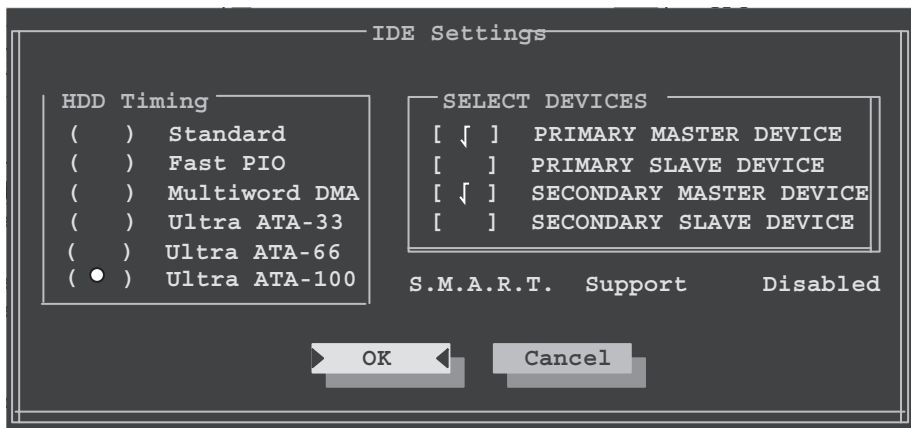 IDE Settings
HDD Timing
( ) Standard
( ) Fast PIO
( ) Multiword DMA
( ) Ultra ATA-33
( ) Ultra ATA-66
(●) Ultra ATA-100
SELECT DEVICES
[ √ ] PRIMARY MASTER DEVICE
[ ] PRIMARY SLAVE DEVICE
[ √ ] SECONDARY MASTER DEVICE
[ ] SECONDARY SLAVE DEVICE
S.M.A.R.T. Support Disabled
OK
Cancel